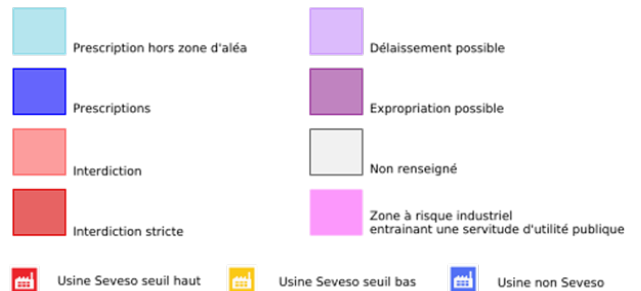 Prescription hors zone d'aléa
Délaissement possible
Prescriptions
Expropriation possible
Interdiction
Non renseigné
Interdiction stricte
Zone à risque industriel
entrainant une servitude d'utilité publique
Usine Seveso seuil haut
Usine Seveso seuil bas
Usine non Seveso